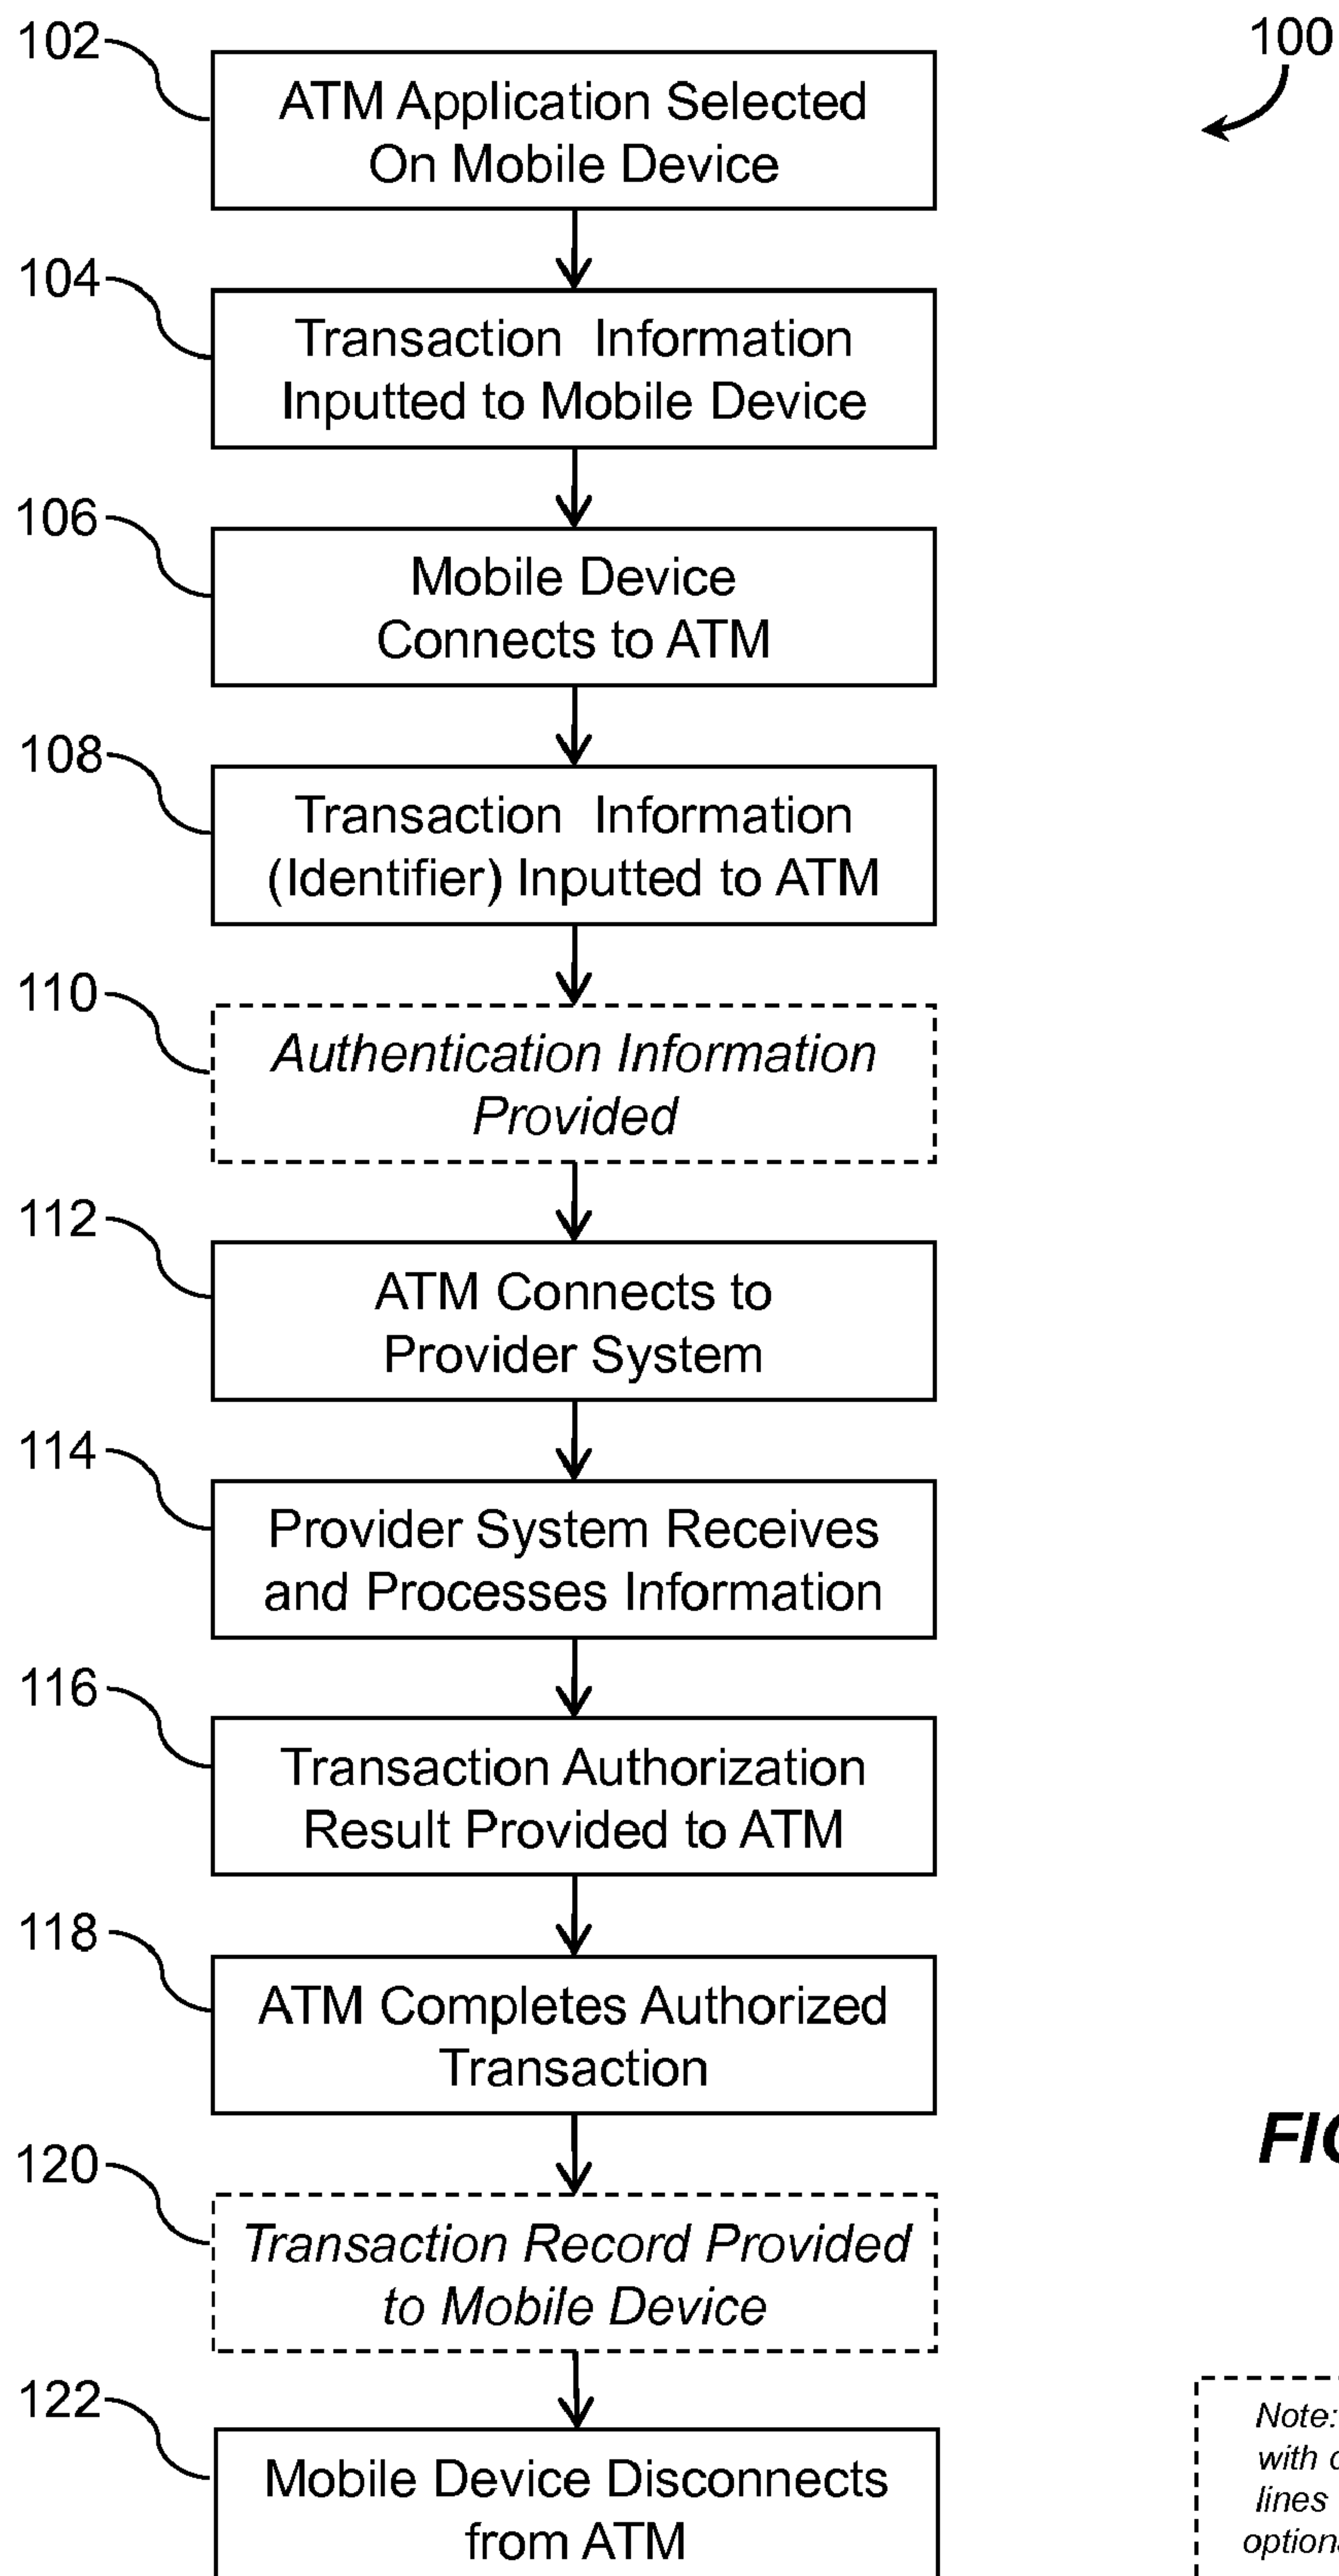 100
102
ATM Application Selected
On Mobile Device
104
Transaction Information
Inputted to Mobile Device
106
Mobile Device
Connects to ATM
108
Transaction Information
(Identifier) Inputted to ATM
110
Authentication Information
Provided
112
ATM Connects to
Provider System
114
Provider System Receives
and Processes Information
116
Transaction Authorization
Result Provided to ATM
118
ATM Completes Authorized
Transaction
120
Transaction Record Provided
to Mobile Device
122
Mobile Device Disconnects
from ATM
Note:
with
lines